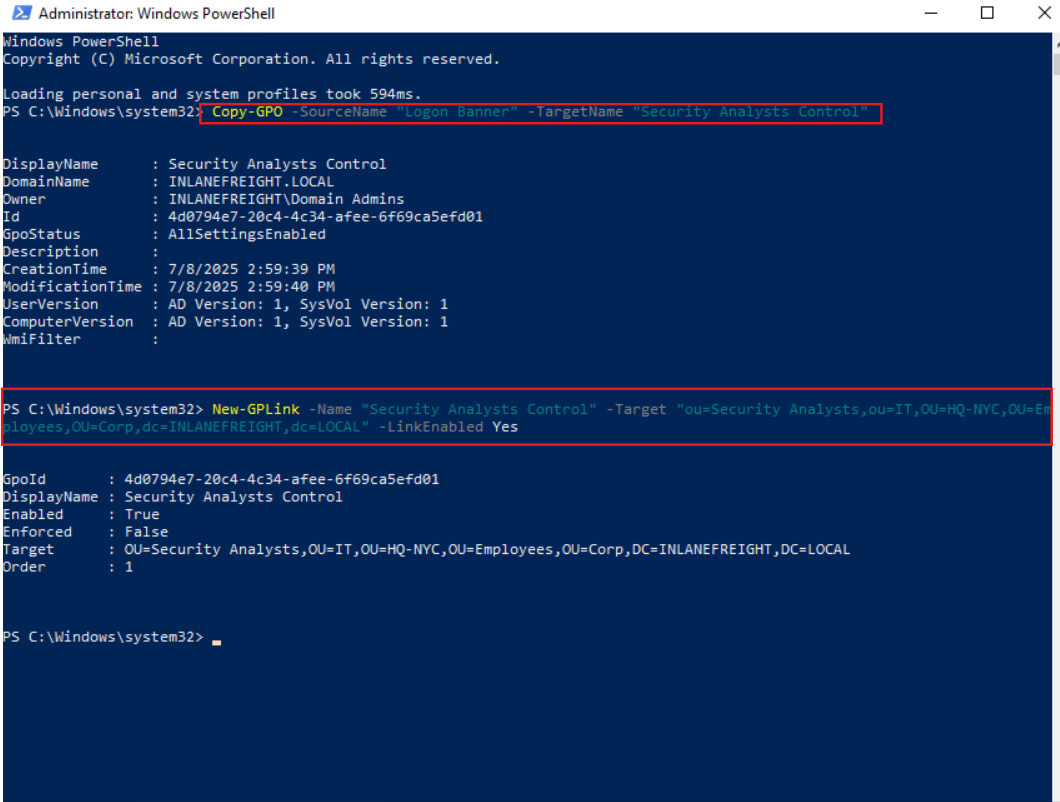 Administrator: Windows PowerShell
Windows PowerShell
Copyright (C) Microsoft Corporation. All rights reserved.
Loading personal and system profiles took 594ms.
PS C:\Windows\system32> Copy-GPO -SourceName "Logon Banner" -TargetName "Security Analysts Control"
DisplayName      : Security Analysts Control
DomainName       : INLANEFREIGHT.LOCAL
Owner            : INLANEFREIGHT\Domain Admins
Id               : 4d0794e7-20c4-4c34-afee-6f69ca5efd01
GpoStatus        : AllSettingsEnabled
Description      :
CreationTime     : 7/8/2025 2:59:39 PM
ModificationTime : 7/8/2025 2:59:40 PM
UserVersion      : AD Version: 1, SysVol Version: 1
ComputerVersion  : AD Version: 1, SysVol Version: 1
WmiFilter        :
PS C:\Windows\system32> New-GPLink -Name "Security Analysts Control" -Target "ou=Security Analysts,ou=IT,OU=HQ-NYC,OU=Em
ployees,OU=Corp,dc=INLANEFREIGHT,dc=LOCAL" -LinkEnabled Yes
GpoId       : 4d0794e7-20c4-4c34-afee-6f69ca5efd01
DisplayName : Security Analysts Control
Enabled     : True
Enforced    : False
Target      : OU=Security Analysts,OU=IT,OU=HQ-NYC,OU=Employees,OU=Corp,DC=INLANEFREIGHT,DC=LOCAL
Order       : 1
PS C:\Windows\system32>